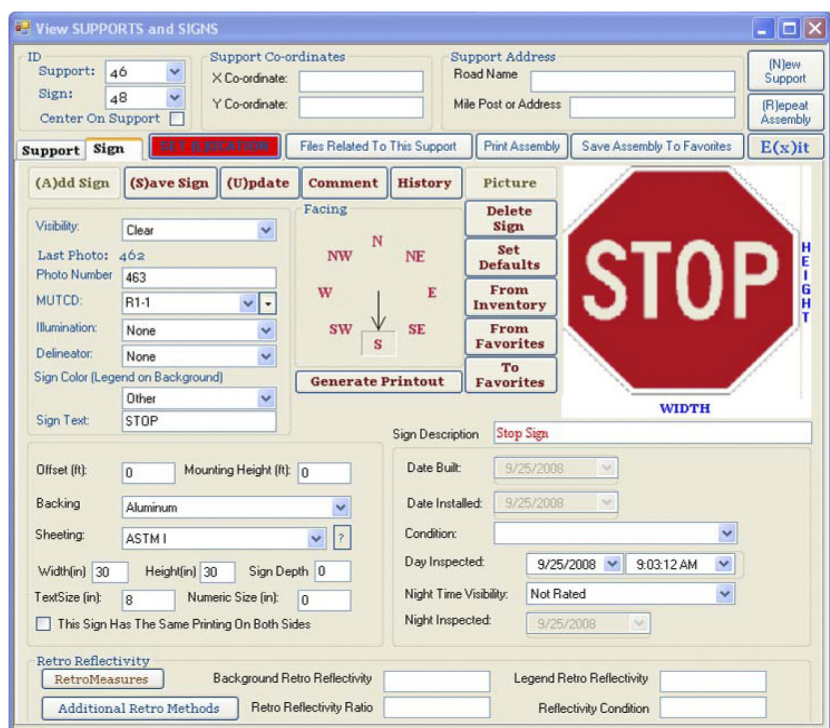 View SUPPORTS and SIGNS
ID
Support: 46
Sign: 48
Center On Support
Support Co-ordinates
X Co-ordinate:
Y Co-ordinate:
Support Address
Road Name
Mile Post or Address
(N)ew Support
(R)epeat Assembly
Support Sign
Files Related To This Support Print Assembly Save Assembly To Favorites E(x)it
(A)dd Sign (S)ave Sign (U)pdate Comment History Picture
Visibility: Clear
Last Photo: 462
Photo Number 463
MUTCD: R1-1
Illumination: None
Delineator: None
Sign Color (Legend on Background)
Other
Sign Text: STOP
Facing
N
NW NE
W E
SW SE
S
Generate Printout
Delete Sign
Set Defaults
From Inventory
From Favorites
To Favorites
STOP
HEIGHT
WIDTH
Sign Description Stop Sign
Offset (ft): 0 Mounting Height (ft): 0
Backing Aluminum
Sheeting: ASTM I ?
Width(in) 30 Height(in) 30 Sign Depth 0
TextSize (in): 8 Numeric Size (in): 0
This Sign Has The Same Printing On Both Sides
Date Built: 9/25/2008
Date Installed: 9/25/2008
Condition:
Day Inspected: 9/25/2008 9:03:12 AM
Night Time Visibility: Not Rated
Night Inspected: 9/25/2008
Retro Reflectivity
RetroMeasures Background Retro Reflectivity Legend Retro Reflectivity
Additional Retro Methods Retro Reflectivity Ratio Reflectivity Condition